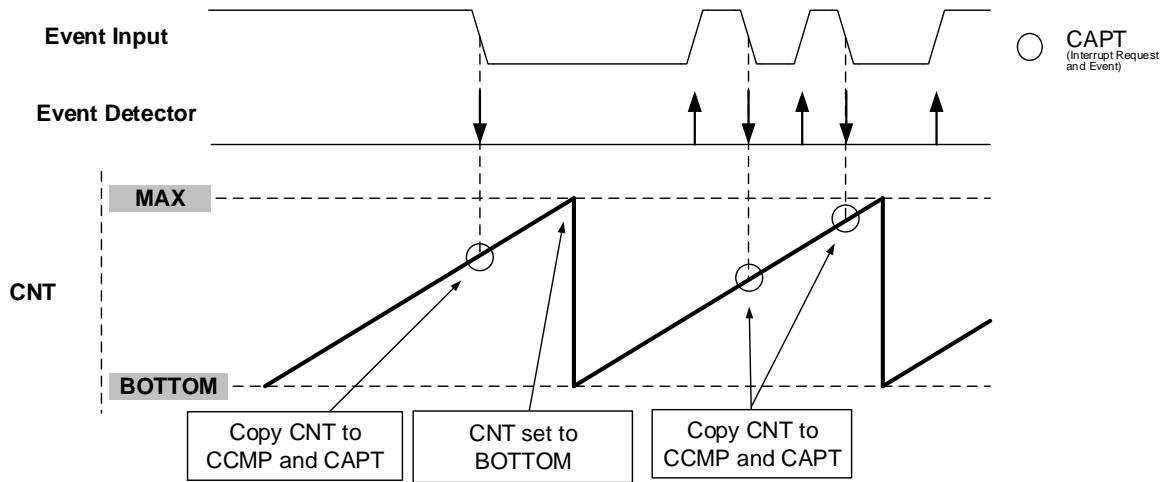 Event Input
CAPT
(Interrupt Request
and Event)
Event Detector
MAX
CNT
BOTTOM
Copy CNT to
CCMP and CAPT
CNT set to
BOTTOM
Copy CNT to
CCMP and CAPT